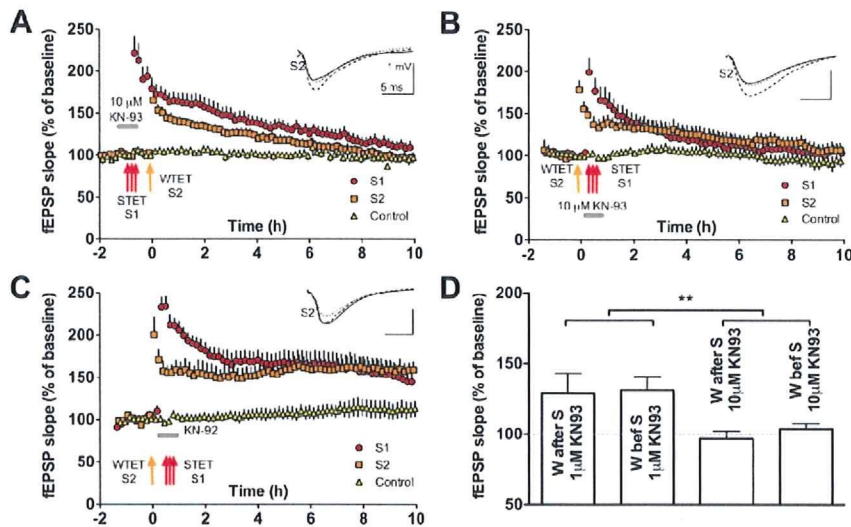 A
fEPSP slope (% of baseline)
250
200
150
100
50
0
10 µM
KN-93
STET
S1
WTET
S2
S2
1 mV
5 ms
S1
S2
Control
-2 0 2 4 6 8 10
Time (h)
B
fEPSP slope (% of baseline)
250
200
150
100
50
0
WTET
S2
STET
S1
10 µM KN-93
S2
S1
S2
Control
-2 0 2 4 6 8 10
Time (h)
C
fEPSP slope (% of baseline)
250
200
150
100
50
0
KN-92
WTET
S2
STET
S1
S2
S1
S2
Control
-2 0 2 4 6 8 10
Time (h)
D
fEPSP slope (% of baseline)
200
150
100
50
**
W after S
1µM KN93
W bef S
1µM KN93
W after S
10µM KN93
W bef S
10µM KN93